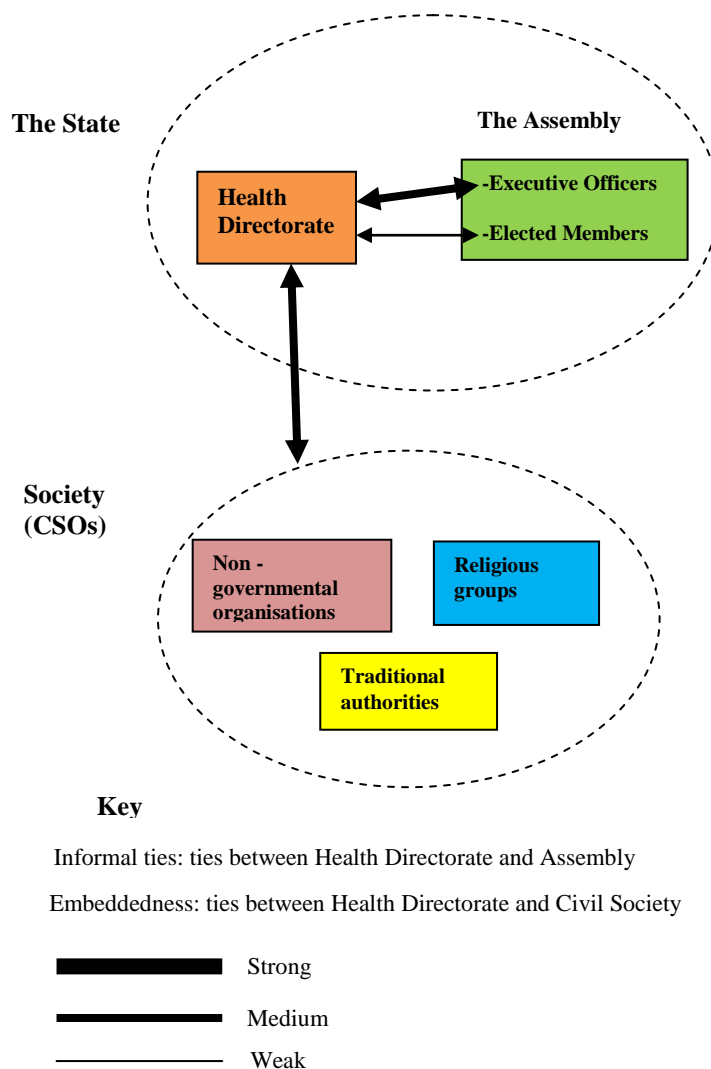 The State
The Assembly
Health
Directorate
-Executive Officers
-Elected Members
Society
(CSOs)
Non -
governmental
organisations
Religious
groups
Traditional
authorities
Key
Informal ties: ties between Health Directorate and Assembly
Embeddedness: ties between Health Directorate and Civil Society
Strong
Medium
Weak